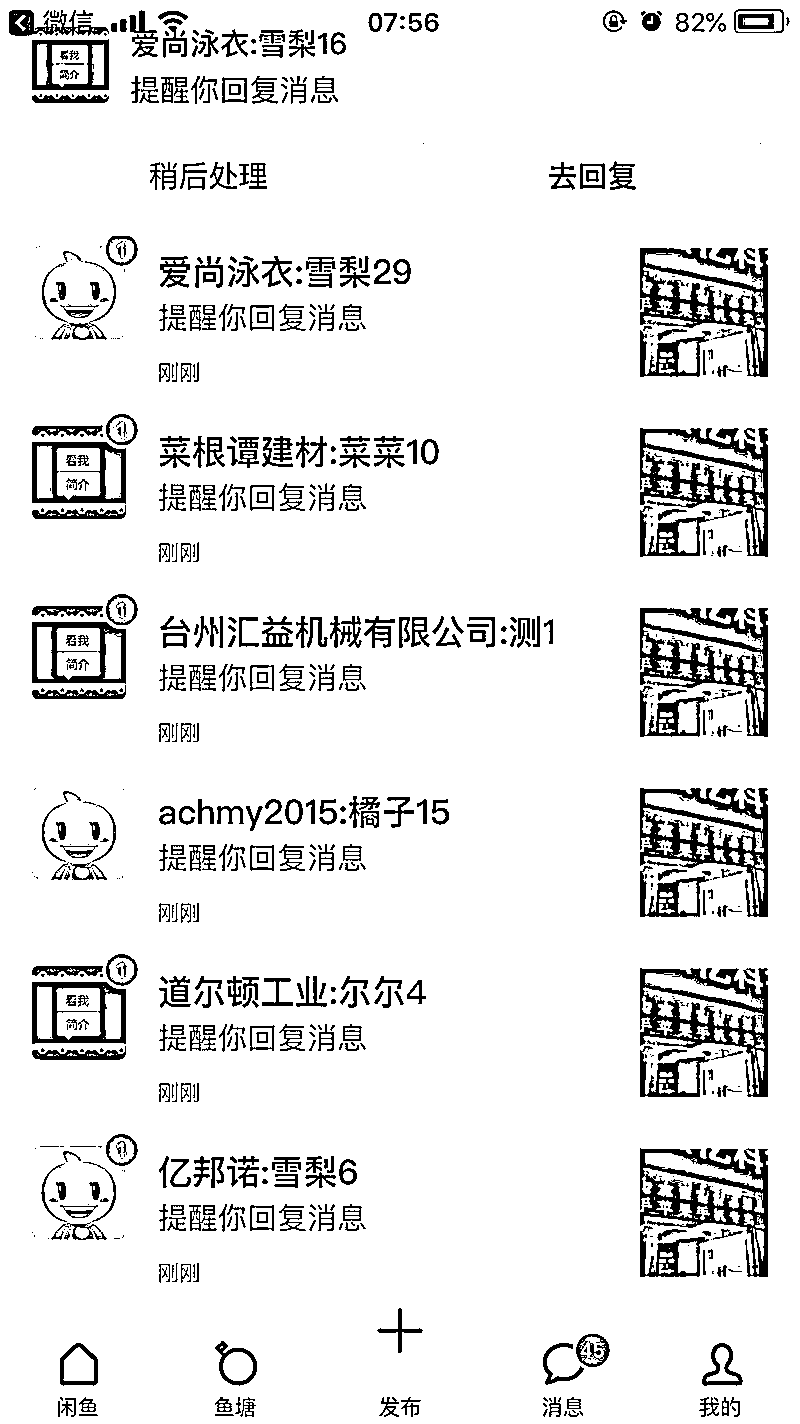 微信
07:56
82%
爱尚泳衣:雪梨16
看我
简介
提醒你回复消息
稍后处理
去回复
爱尚泳衣:雪梨29
提醒你回复消息
刚刚
菜根谭建材:菜菜10
看我
简介
提醒你回复消息
刚刚
台州汇益机械有限公司:测1
看我
简介
提醒你回复消息
刚刚
achmy2015:橘子15
提醒你回复消息
刚刚
道尔顿工业:尔尔4
看我
简介
提醒你回复消息
刚刚
亿邦诺:雪梨6
提醒你回复消息
刚刚
45
闲鱼
鱼塘
发布
消息
我的